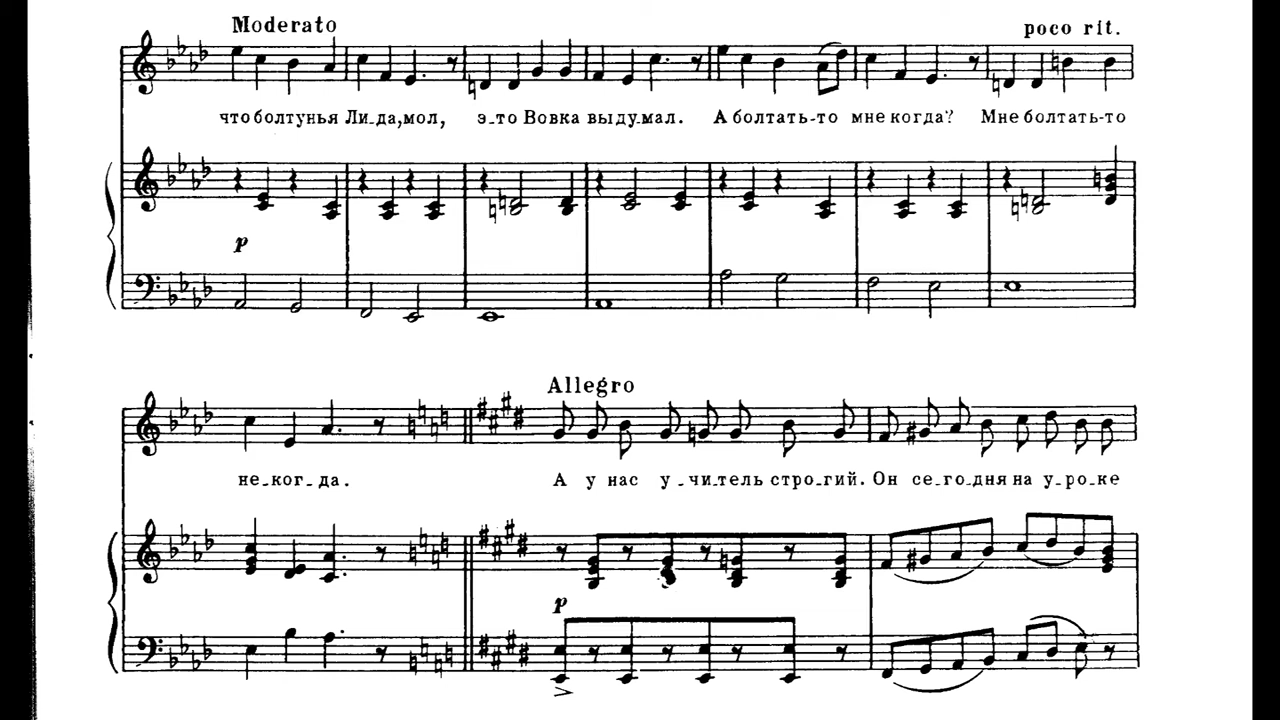 Moderato poco rit.
что болтунья Ли_да,мол, э_то Вовка выдумал. А болтать-то мне когда? Мне болтать-то
p
Allegro
не_ког_да. А у нас у_чи_тель стро_гий. Он се_го_дня на у_ро_ке
p